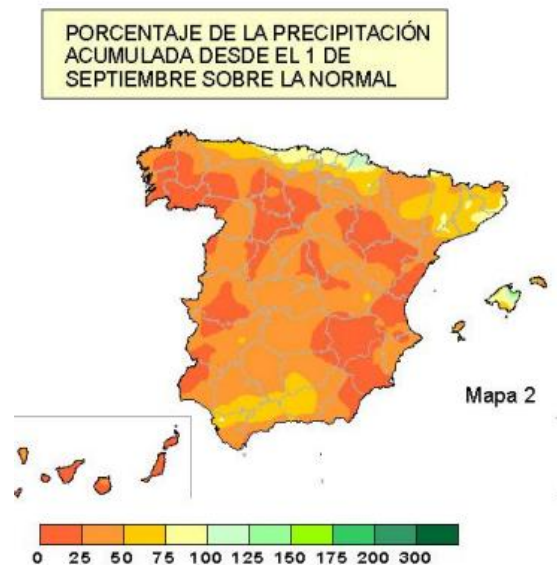 PORCENTAJE DE LA PRECIPITACIÓN
ACUMULADA DESDE EL 1 DE
SEPTIEMBRE SOBRE LA NORMAL
Mapa 2
0 25 50 75 100 125 150 175 200 300